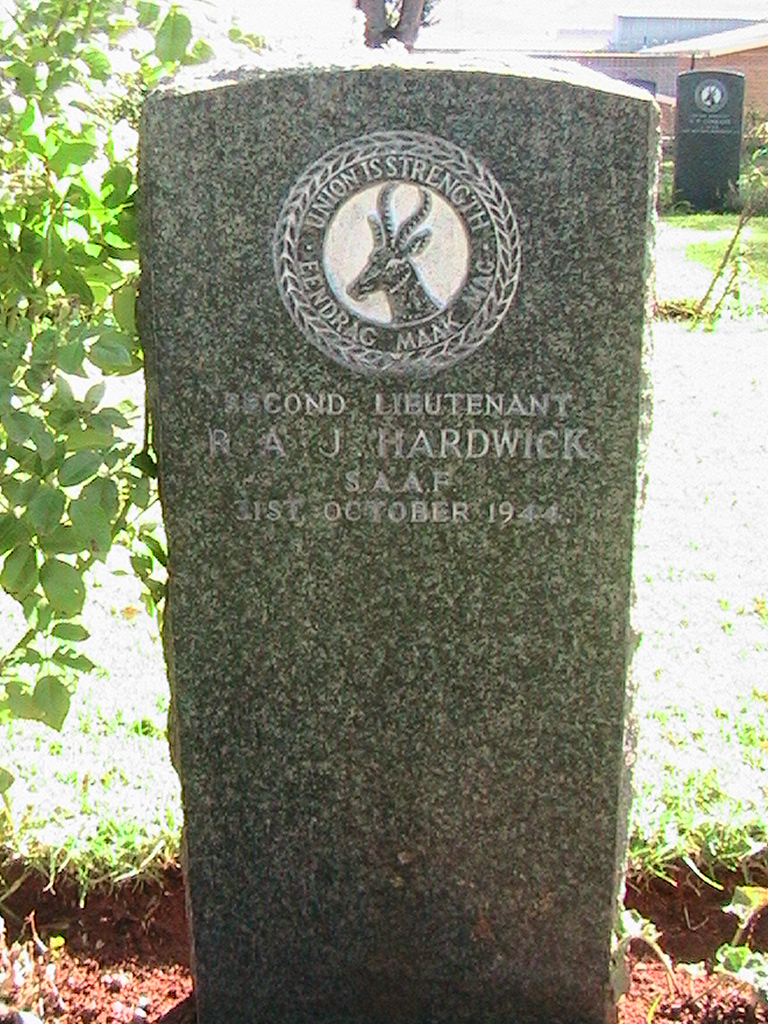 UNION IS STRENGTH
EENDRAG MAAK MAG
SECOND LIEUTENANT
R A J HARDWICK
S.A.A.F
31ST OCTOBER 1944.